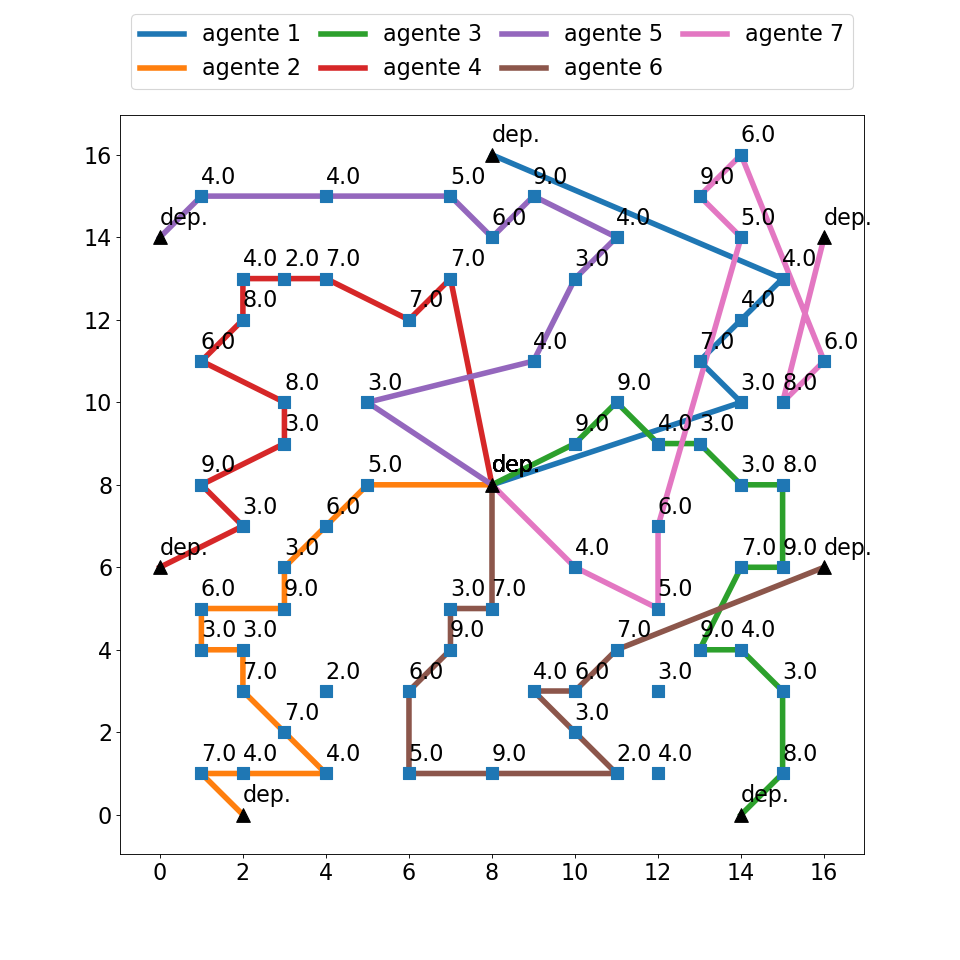 agente 1 agente 3 agente 5 agente 7
agente 2 agente 4 agente 6
dep. 6.0
16
4.0 4.0 5.0 9.0 9.0
dep. 6.0 4.0 5.0 dep.
14
4.0 2.0 7.0 7.0 3.0 4.0
8.0 7.0 4.0
12
6.0 4.0 7.0 6.0
8.0 3.0 9.0 3.0 8.0
10
3.0 9.0 4.0 3.0
9.0 5.0 dep. dep. 3.0 8.0
8
3.0 6.0 6.0
dep. 3.0 4.0 7.0 9.0 dep.
6
6.0 9.0 3.0 7.0 5.0
3.0 3.0 9.0 7.0 9.0 4.0
4
7.0 2.0 6.0 4.0 6.0 3.0 3.0
7.0 3.0
2
7.0 4.0 4.0 5.0 9.0 2.0 4.0 8.0
dep. dep.
0
0 2 4 6 8 10 12 14 16